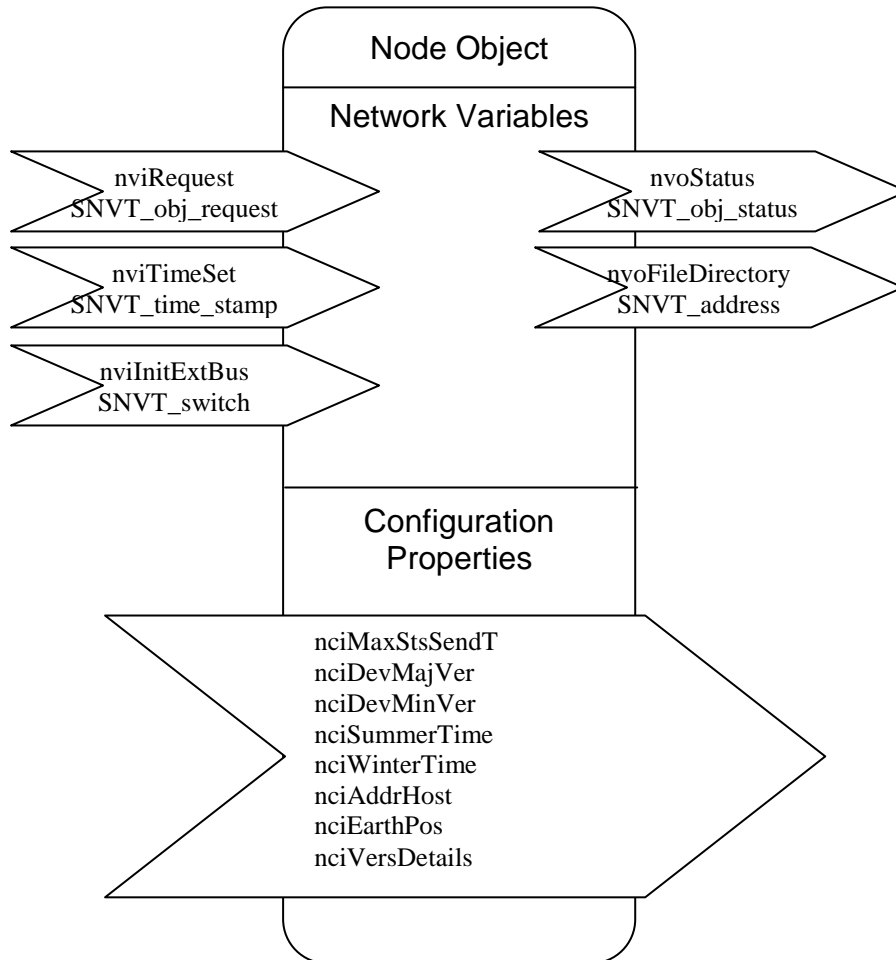 Node Object
Network Variables
nviRequest
SNVT_obj_request
nviTimeSet
SNVT_time_stamp
nviInitExtBus
SNVT_switch
nvoStatus
SNVT_obj_status
nvoFileDirectory
SNVT_address
Configuration
Properties
nciMaxStsSendT
nciDevMajVer
nciDevMinVer
nciSummerTime
nciWinterTime
nciAddrHost
nciEarthPos
nciVersDetails